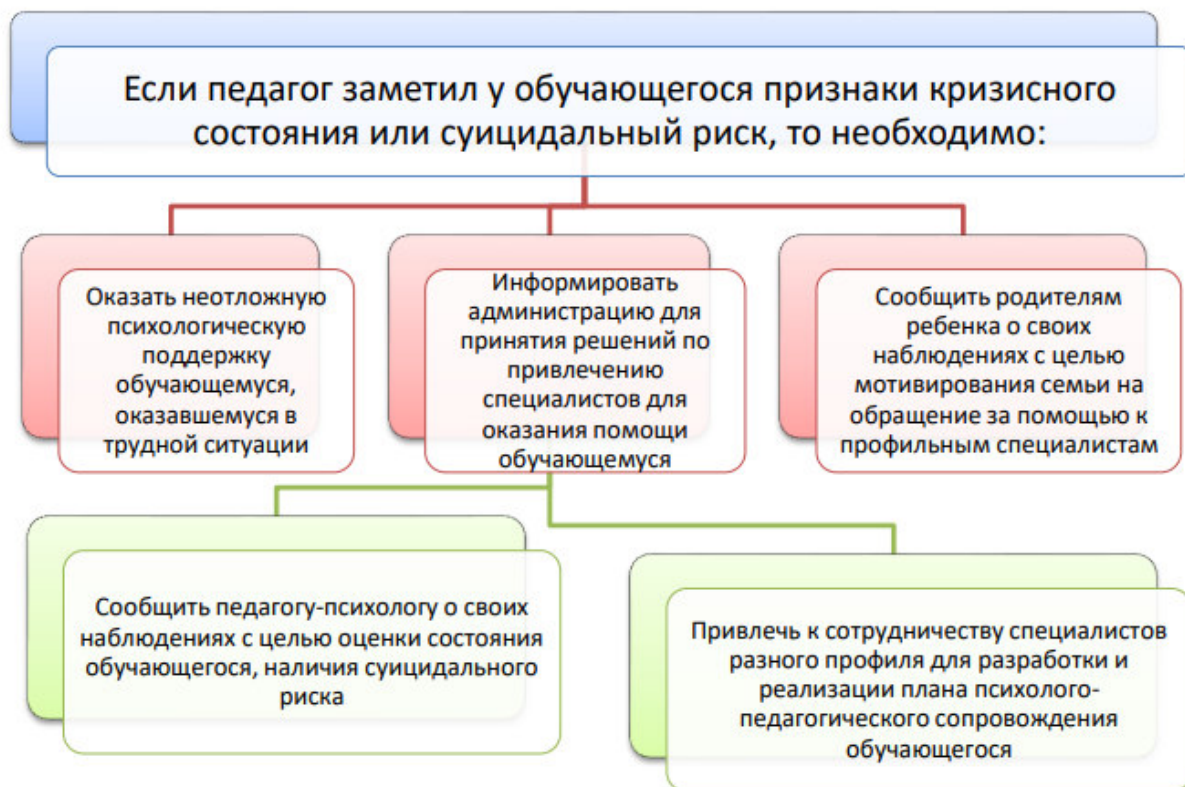 Если педагог заметил у обучающегося признаки кризисного
состояния или суицидальный риск, то необходимо:
Оказать неотложную
психологическую
поддержку
обучающемуся,
оказавшемуся в
трудной ситуации
Информировать
администрацию для
принятия решений по
привлечению
специалистов для
оказания помощи
обучающемуся
Сообщить родителям
ребенка о своих
наблюдениях с целью
мотивирования семьи на
обращение за помощью к
профильным специалистам
Сообщить педагогу-психологу о своих
наблюдениях с целью оценки состояния
обучающегося, наличия суицидального
риска
Привлечь к сотрудничеству специалистов
разного профиля для разработки и
реализации плана психолого-
педагогического сопровождения
обучающегося